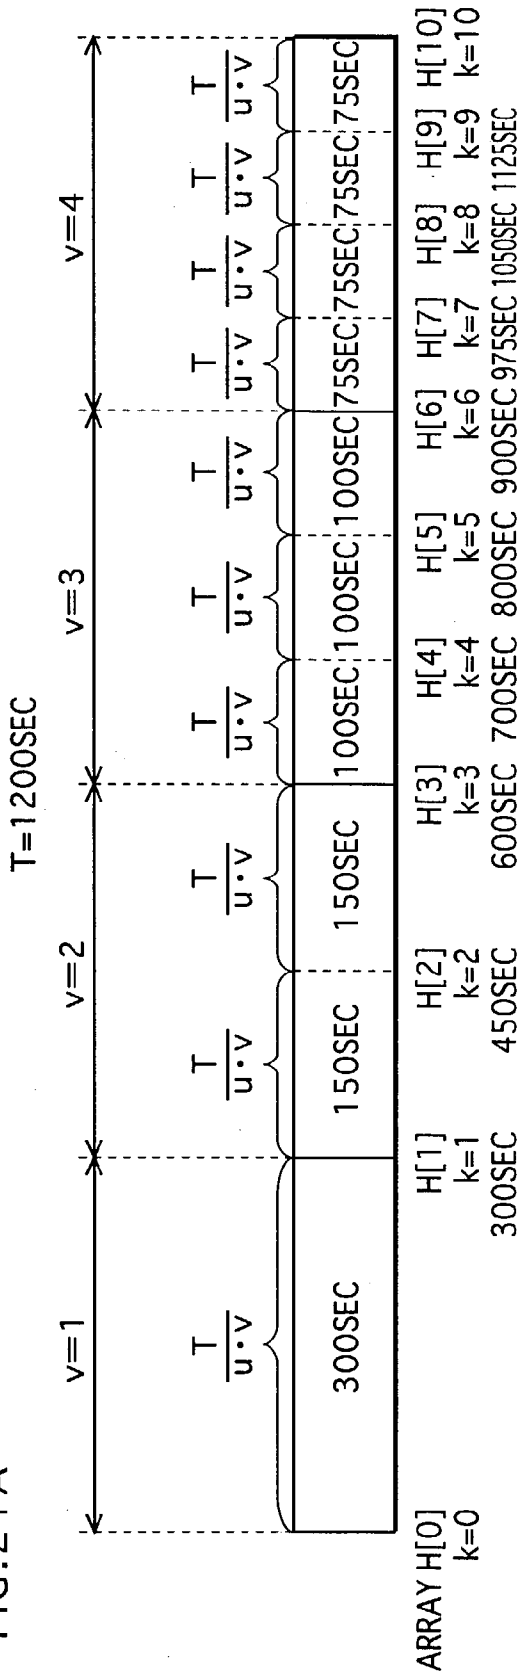 FIG.21A
T=1200SEC
v=1 v=2 v=3 v=4
T T T T T T T T T T
u·v u·v u·v u·v u·v u·v u·v u·v u·v u·v
300SEC 150SEC 150SEC 100SEC 100SEC 100SEC 75SEC 75SEC 75SEC 75SEC
ARRAY H[0] H[1] H[2] H[3] H[4] H[5] H[6] H[7] H[8] H[9] H[10]
k=0 k=1 k=2 k=3 k=4 k=5 k=6 k=7 k=8 k=9 k=10
300SEC 450SEC 600SEC 700SEC 800SEC 900SEC 975SEC 1050SEC 1125SEC